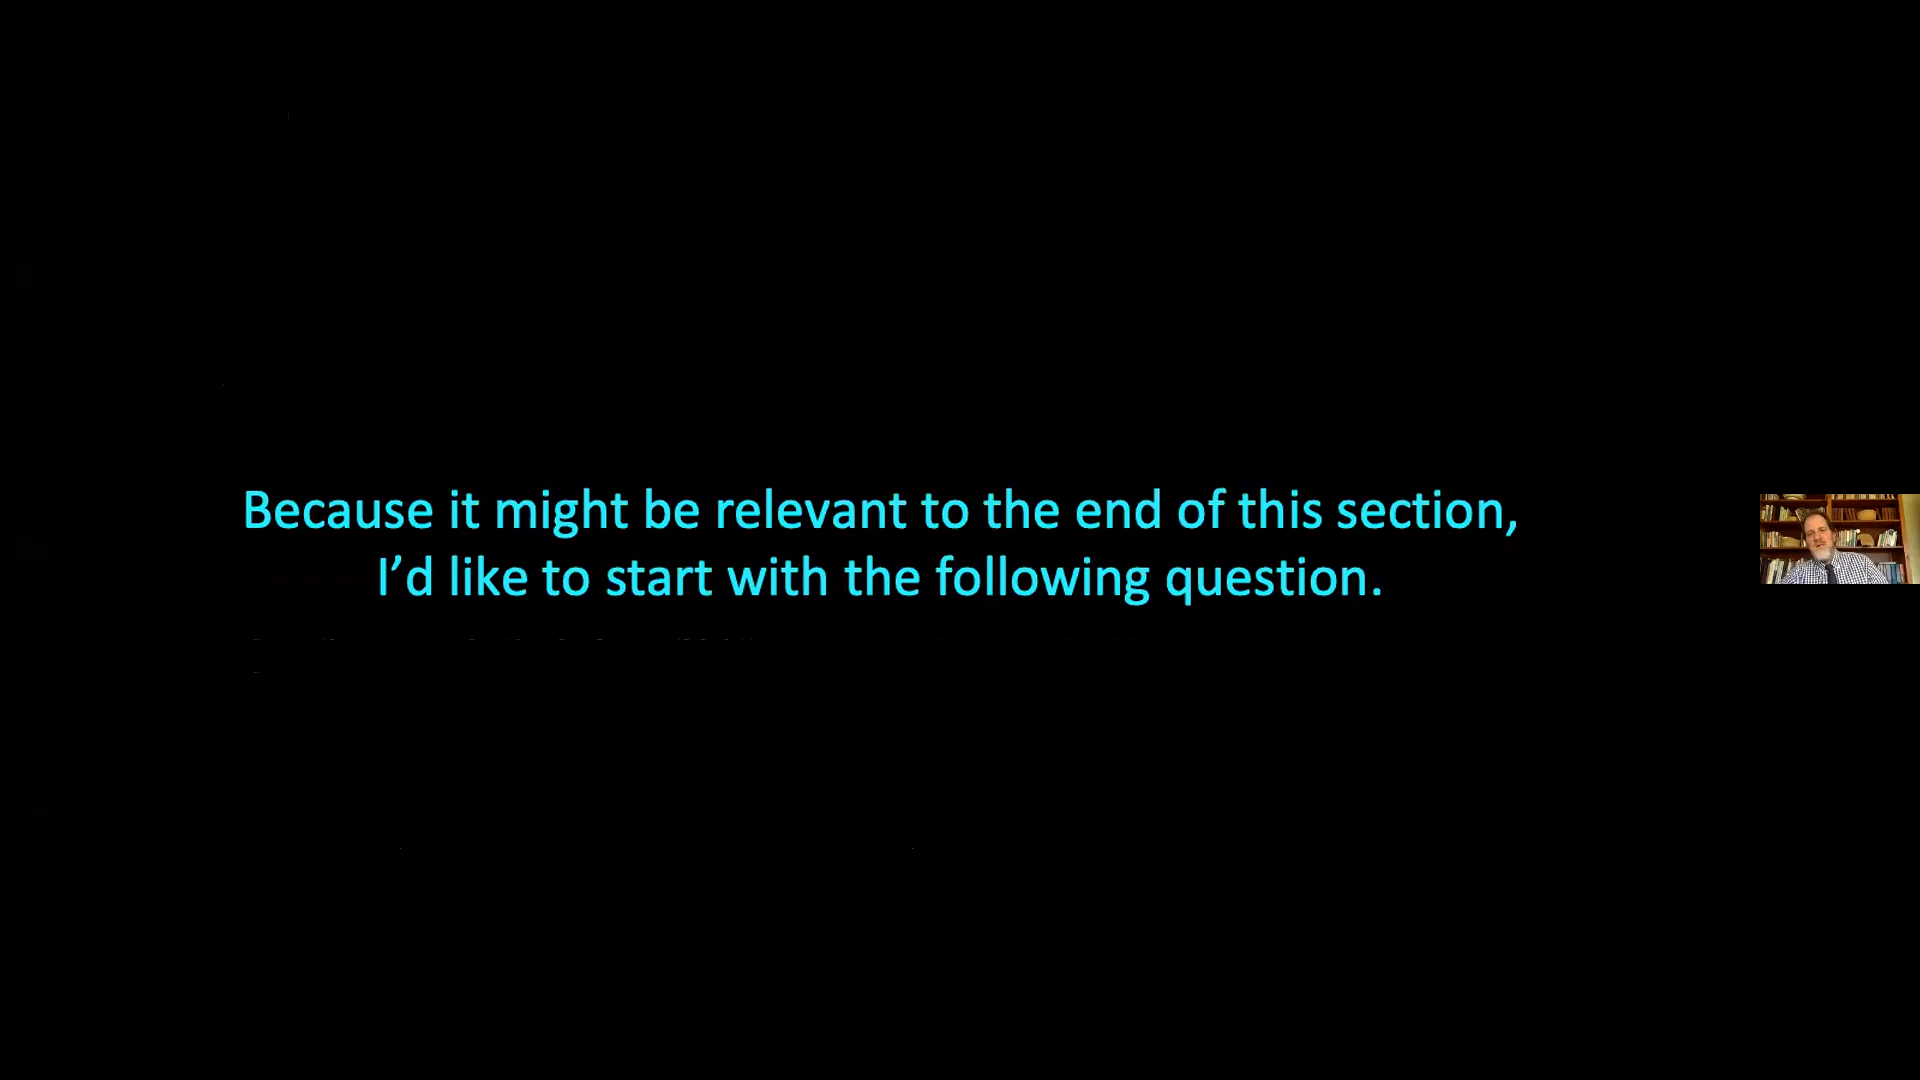 Because it might be relevant to the end of this section,
I’d like to start with the following question.